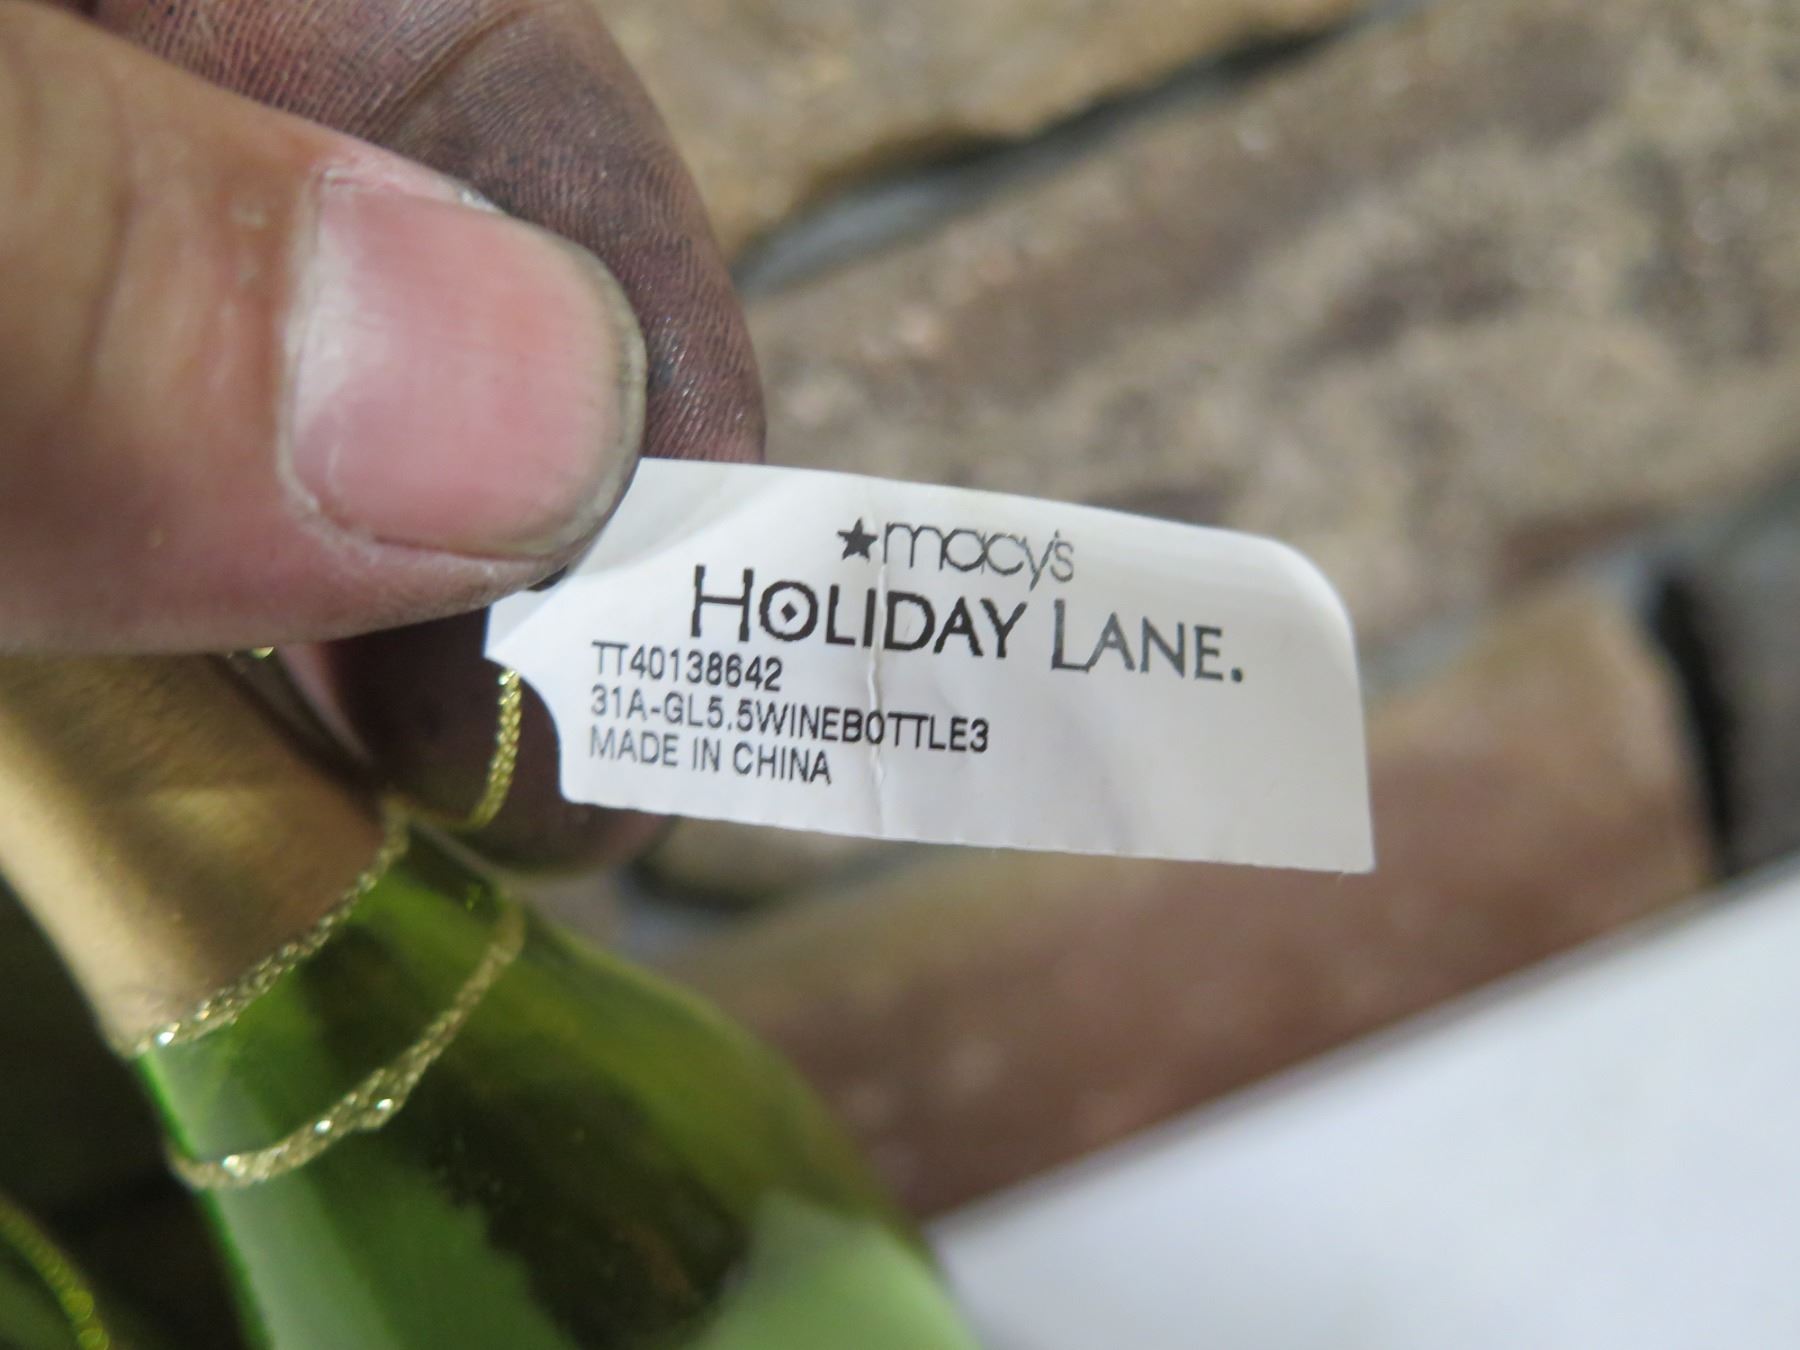 ★macy's
HOLIDAY LANE.
TT40138642
31A-GL5.5WINEBOTTLE3
MADE IN CHINA